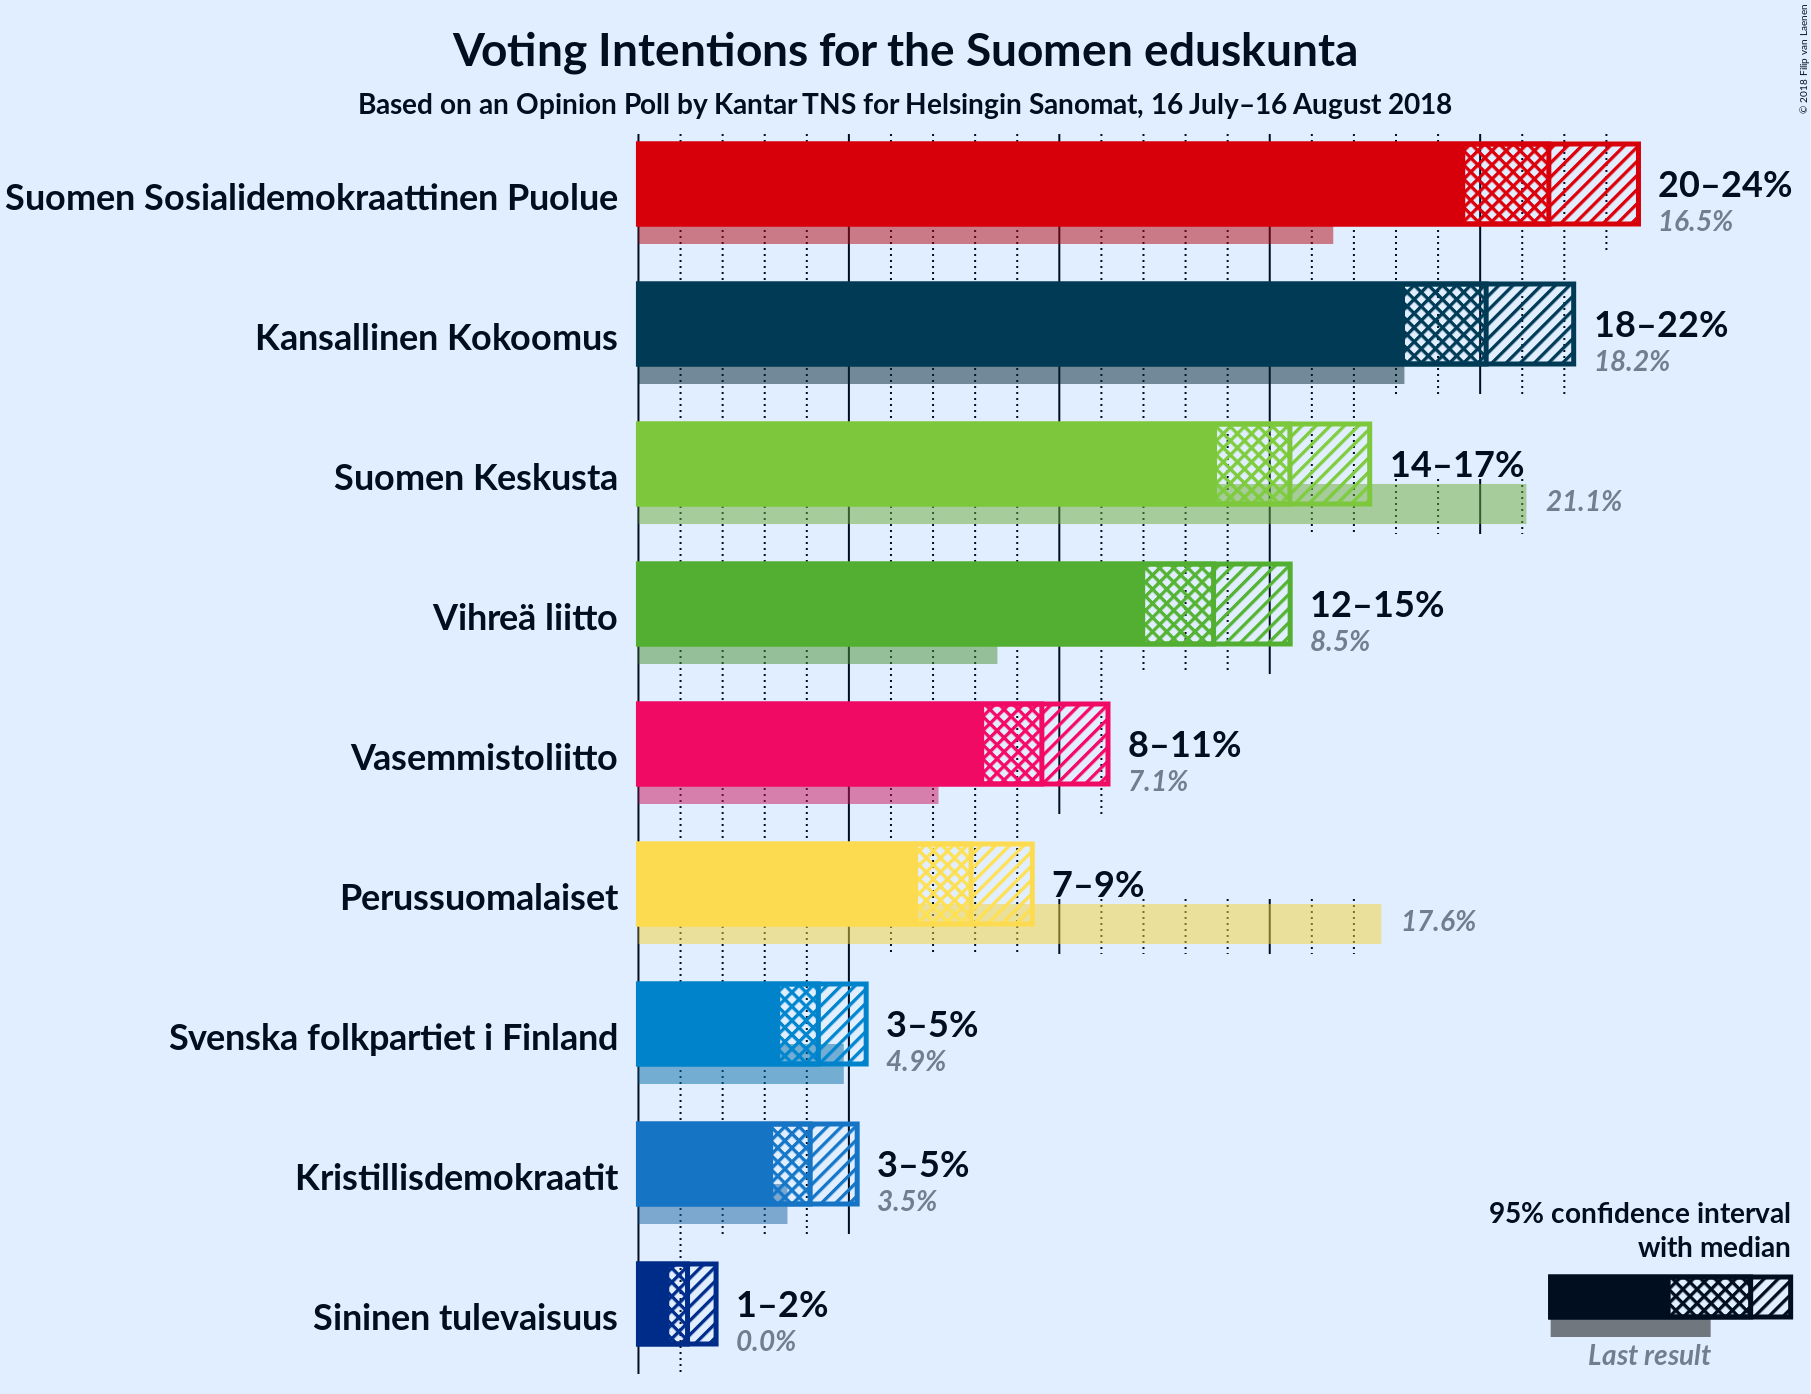 Voting Intentions for the Suomen eduskunta
Based on an Opinion Poll by Kantar TNS for Helsingin Sanomat, 16 July–16 August 2018
© 2018 Filip van Laenen
Suomen Sosialidemokraattinen Puolue
20–24%
16.5%
Kansallinen Kokoomus
18–22%
18.2%
Suomen Keskusta
14–17%
21.1%
Vihreä liitto
12–15%
8.5%
Vasemmistoliitto
8–11%
7.1%
Perussuomalaiset
7–9%
17.6%
Svenska folkpartiet i Finland
3–5%
4.9%
Kristillisdemokraatit
3–5%
3.5%
Sininen tulevaisuus
1–2%
0.0%
95% confidence interval
with median
Last result